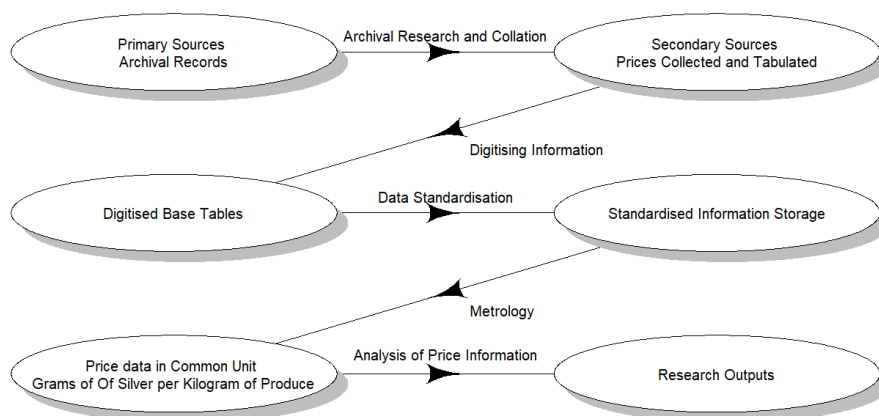 Primary Sources
Archival Records
Archival Research and Collation
Secondary Sources
Prices Collected and Tabulated
Digitising Information
Digitised Base Tables
Data Standardisation
Standardised Information Storage
Metrology
Price data in Common Unit
Grams of Of Silver per Kilogram of Produce
Analysis of Price Information
Research Outputs